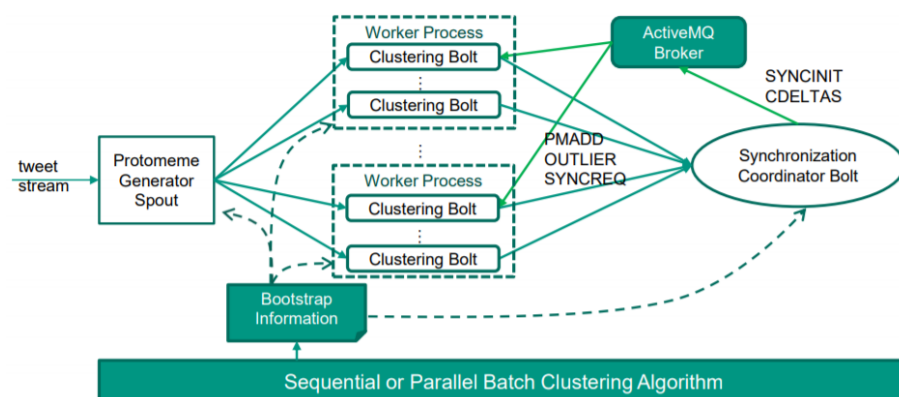 Worker Process
Clustering Bolt
Clustering Bolt
ActiveMQ
Broker
SYNCINIT
CDELTAS
tweet
stream
Protomeme
Generator
Spout
PMADD
OUTLIER
SYNCREQ
Synchronization
Coordinator Bolt
Worker Process
Clustering Bolt
Clustering Bolt
Bootstrap
Information
Sequential or Parallel Batch Clustering Algorithm